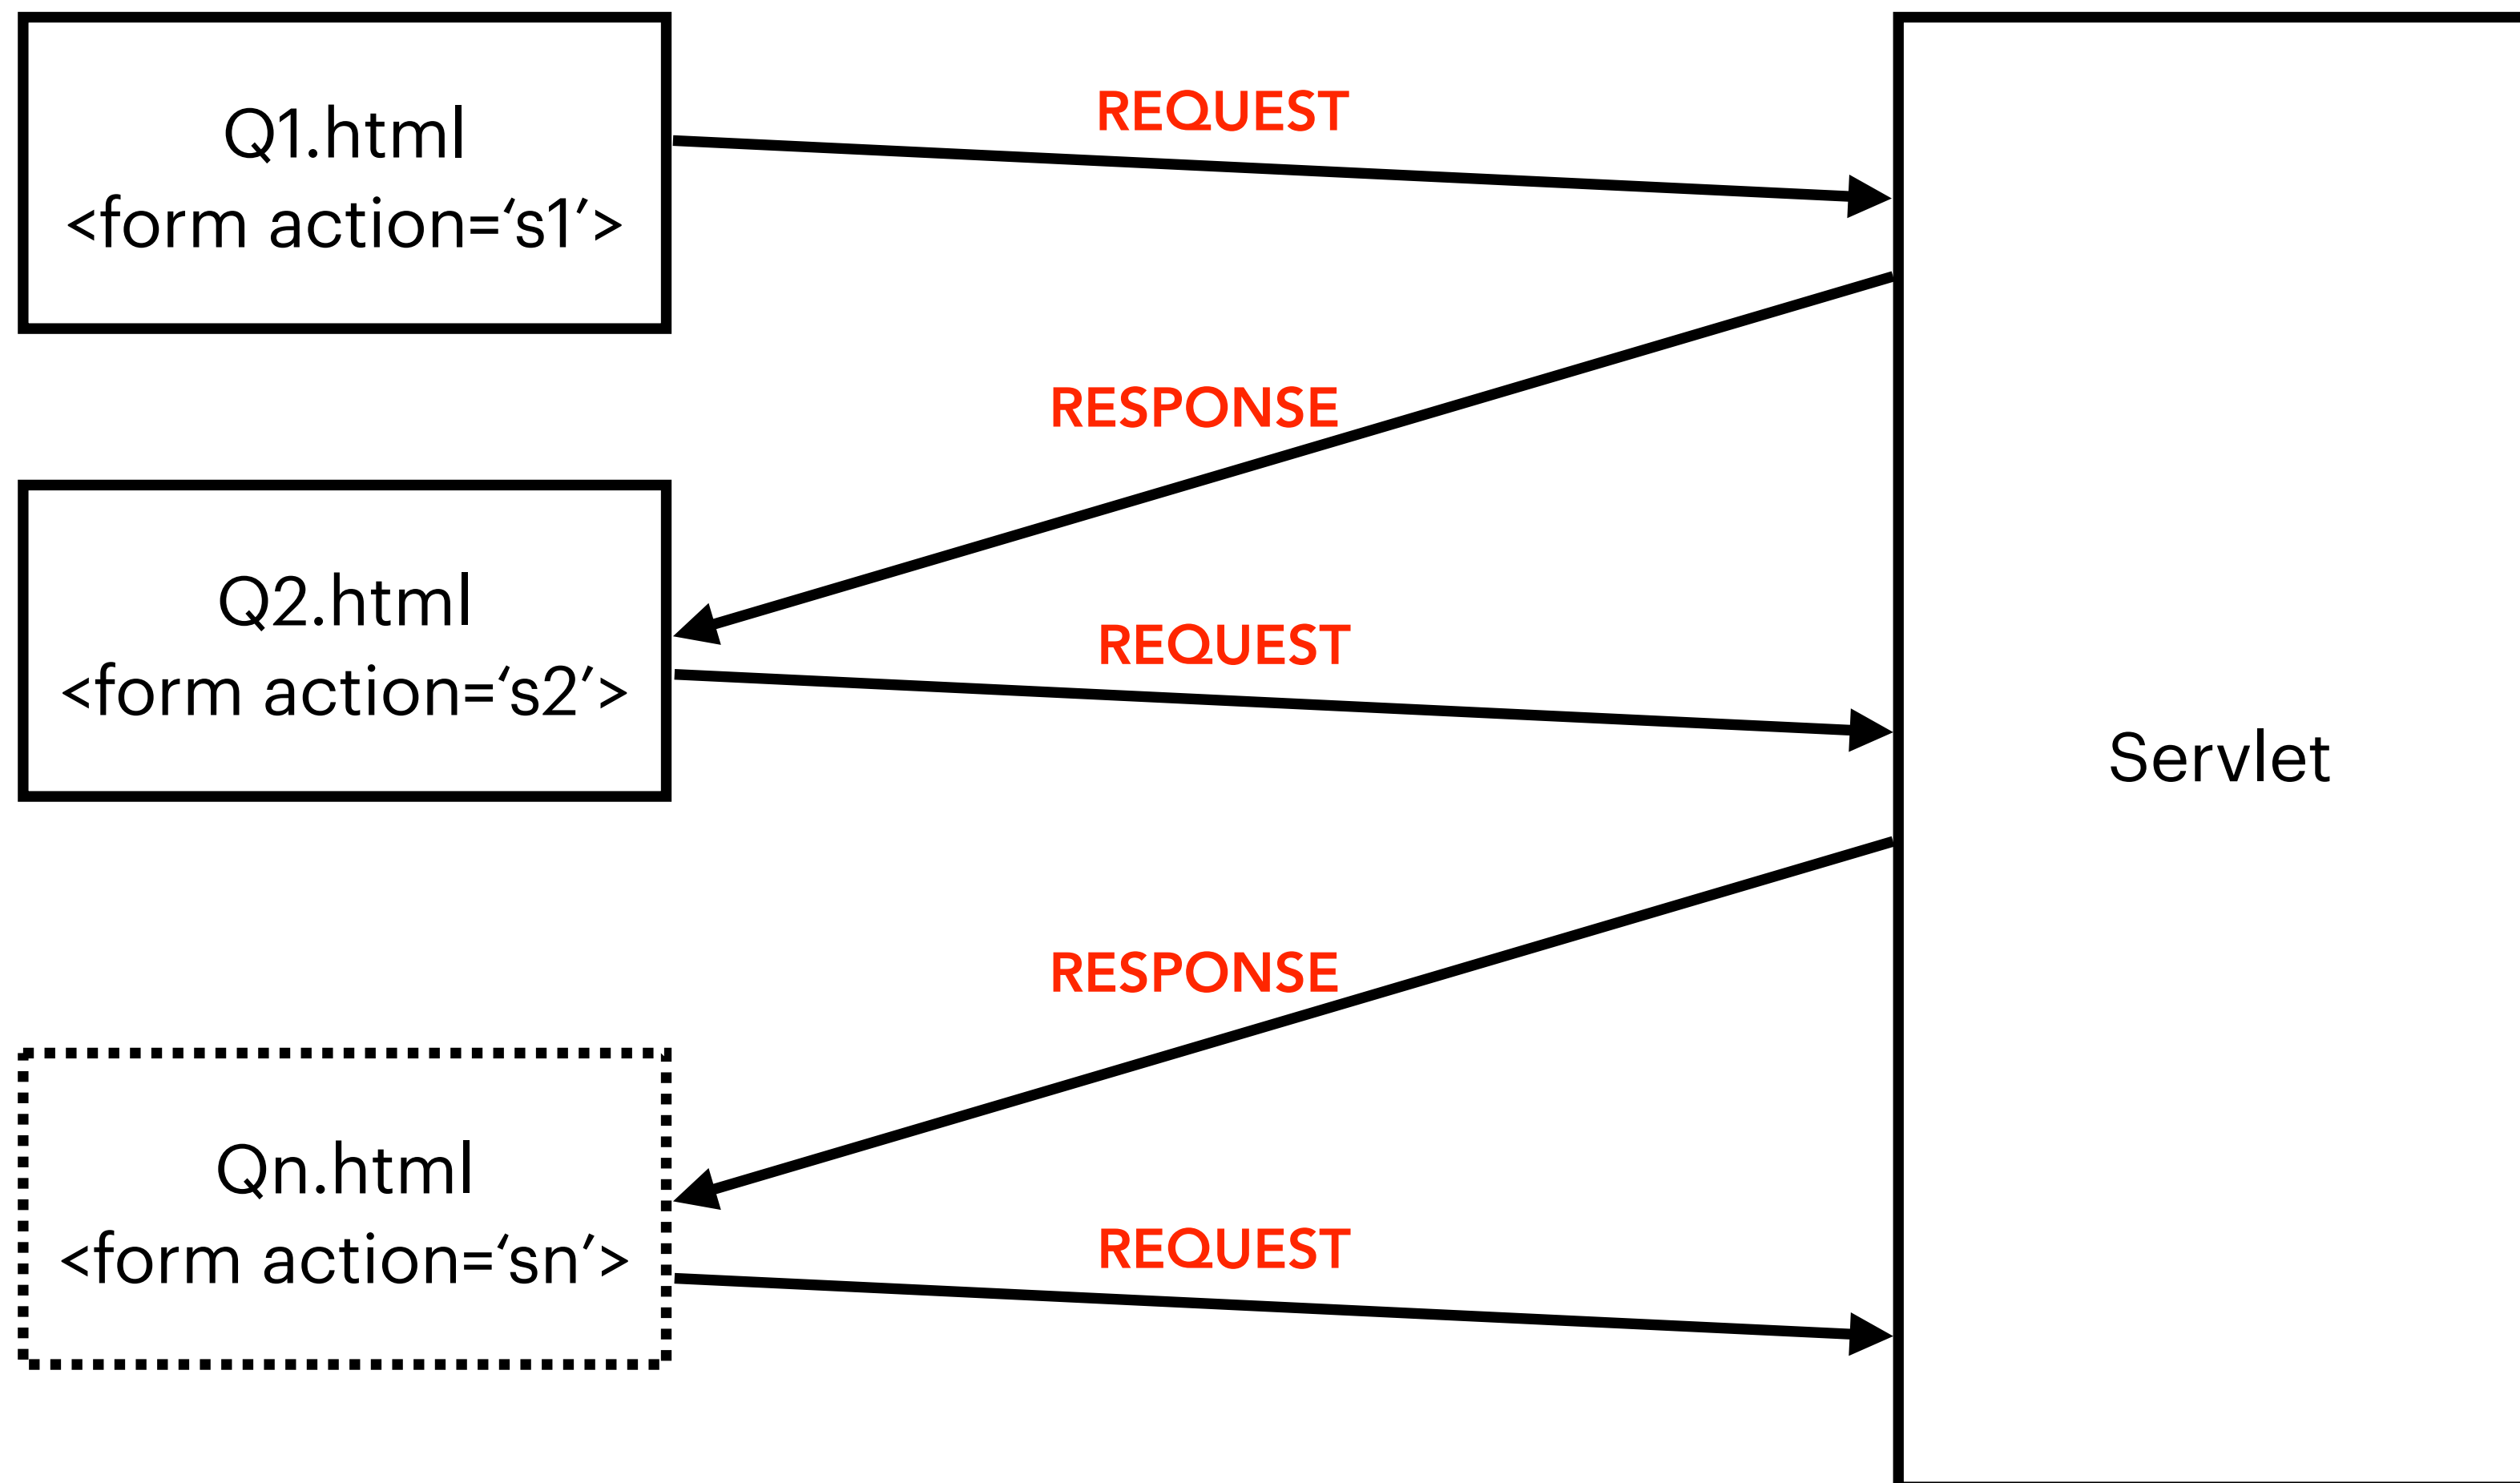 Q1.html
<form action=‘s1’>
REQUEST
RESPONSE
Q2.html
<form action=‘s2’>
REQUEST
Servlet
RESPONSE
Qn.html
<form action=‘sn’>
REQUEST